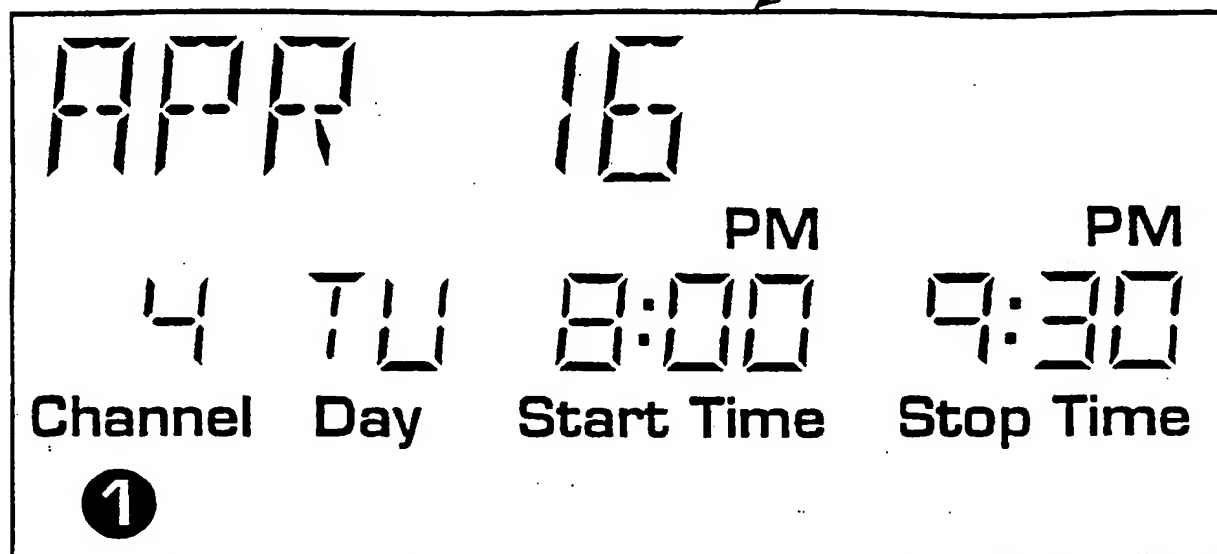 APR 16
PM PM
4 TU 8:00 9:30
Channel Day Start Time Stop Time
1